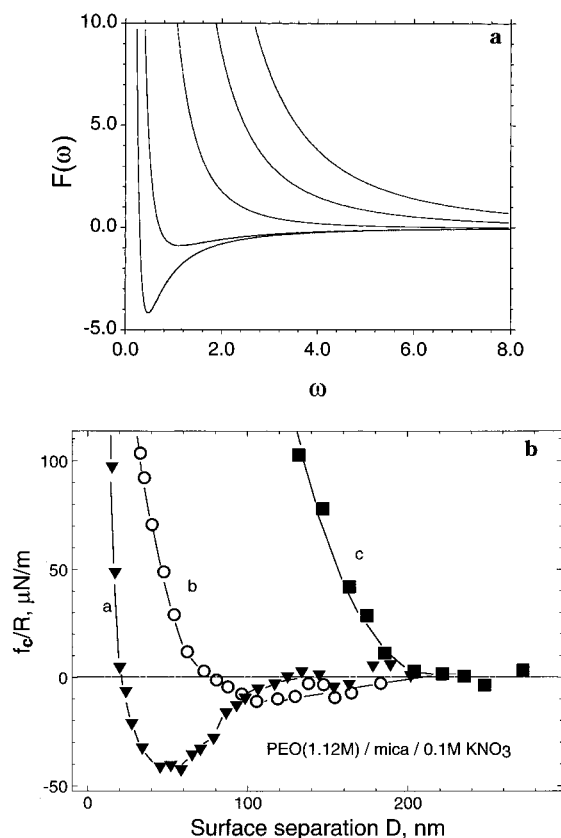 a
10.0
5.0
0.0
-5.0
F(ω)
0.0 2.0 4.0 6.0 8.0
ω
b
100
50
0
-50
f_c/R, μN/m
a
b
c
PEO(1.12M) / mica / 0.1M KNO₃
0 100 200
Surface separation D, nm